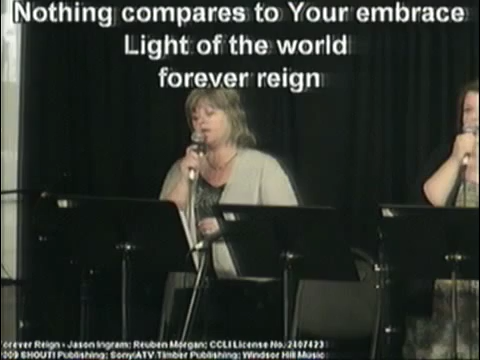 Nothing compares to Your embrace
Light of the world
forever reign
orever Reign - Jason Ingram; Reuben Morgan; CCLI License No. 2407423
009 SHOUT! Publishing; Sony/ATV Timber Publishing; Windsor Hill Music